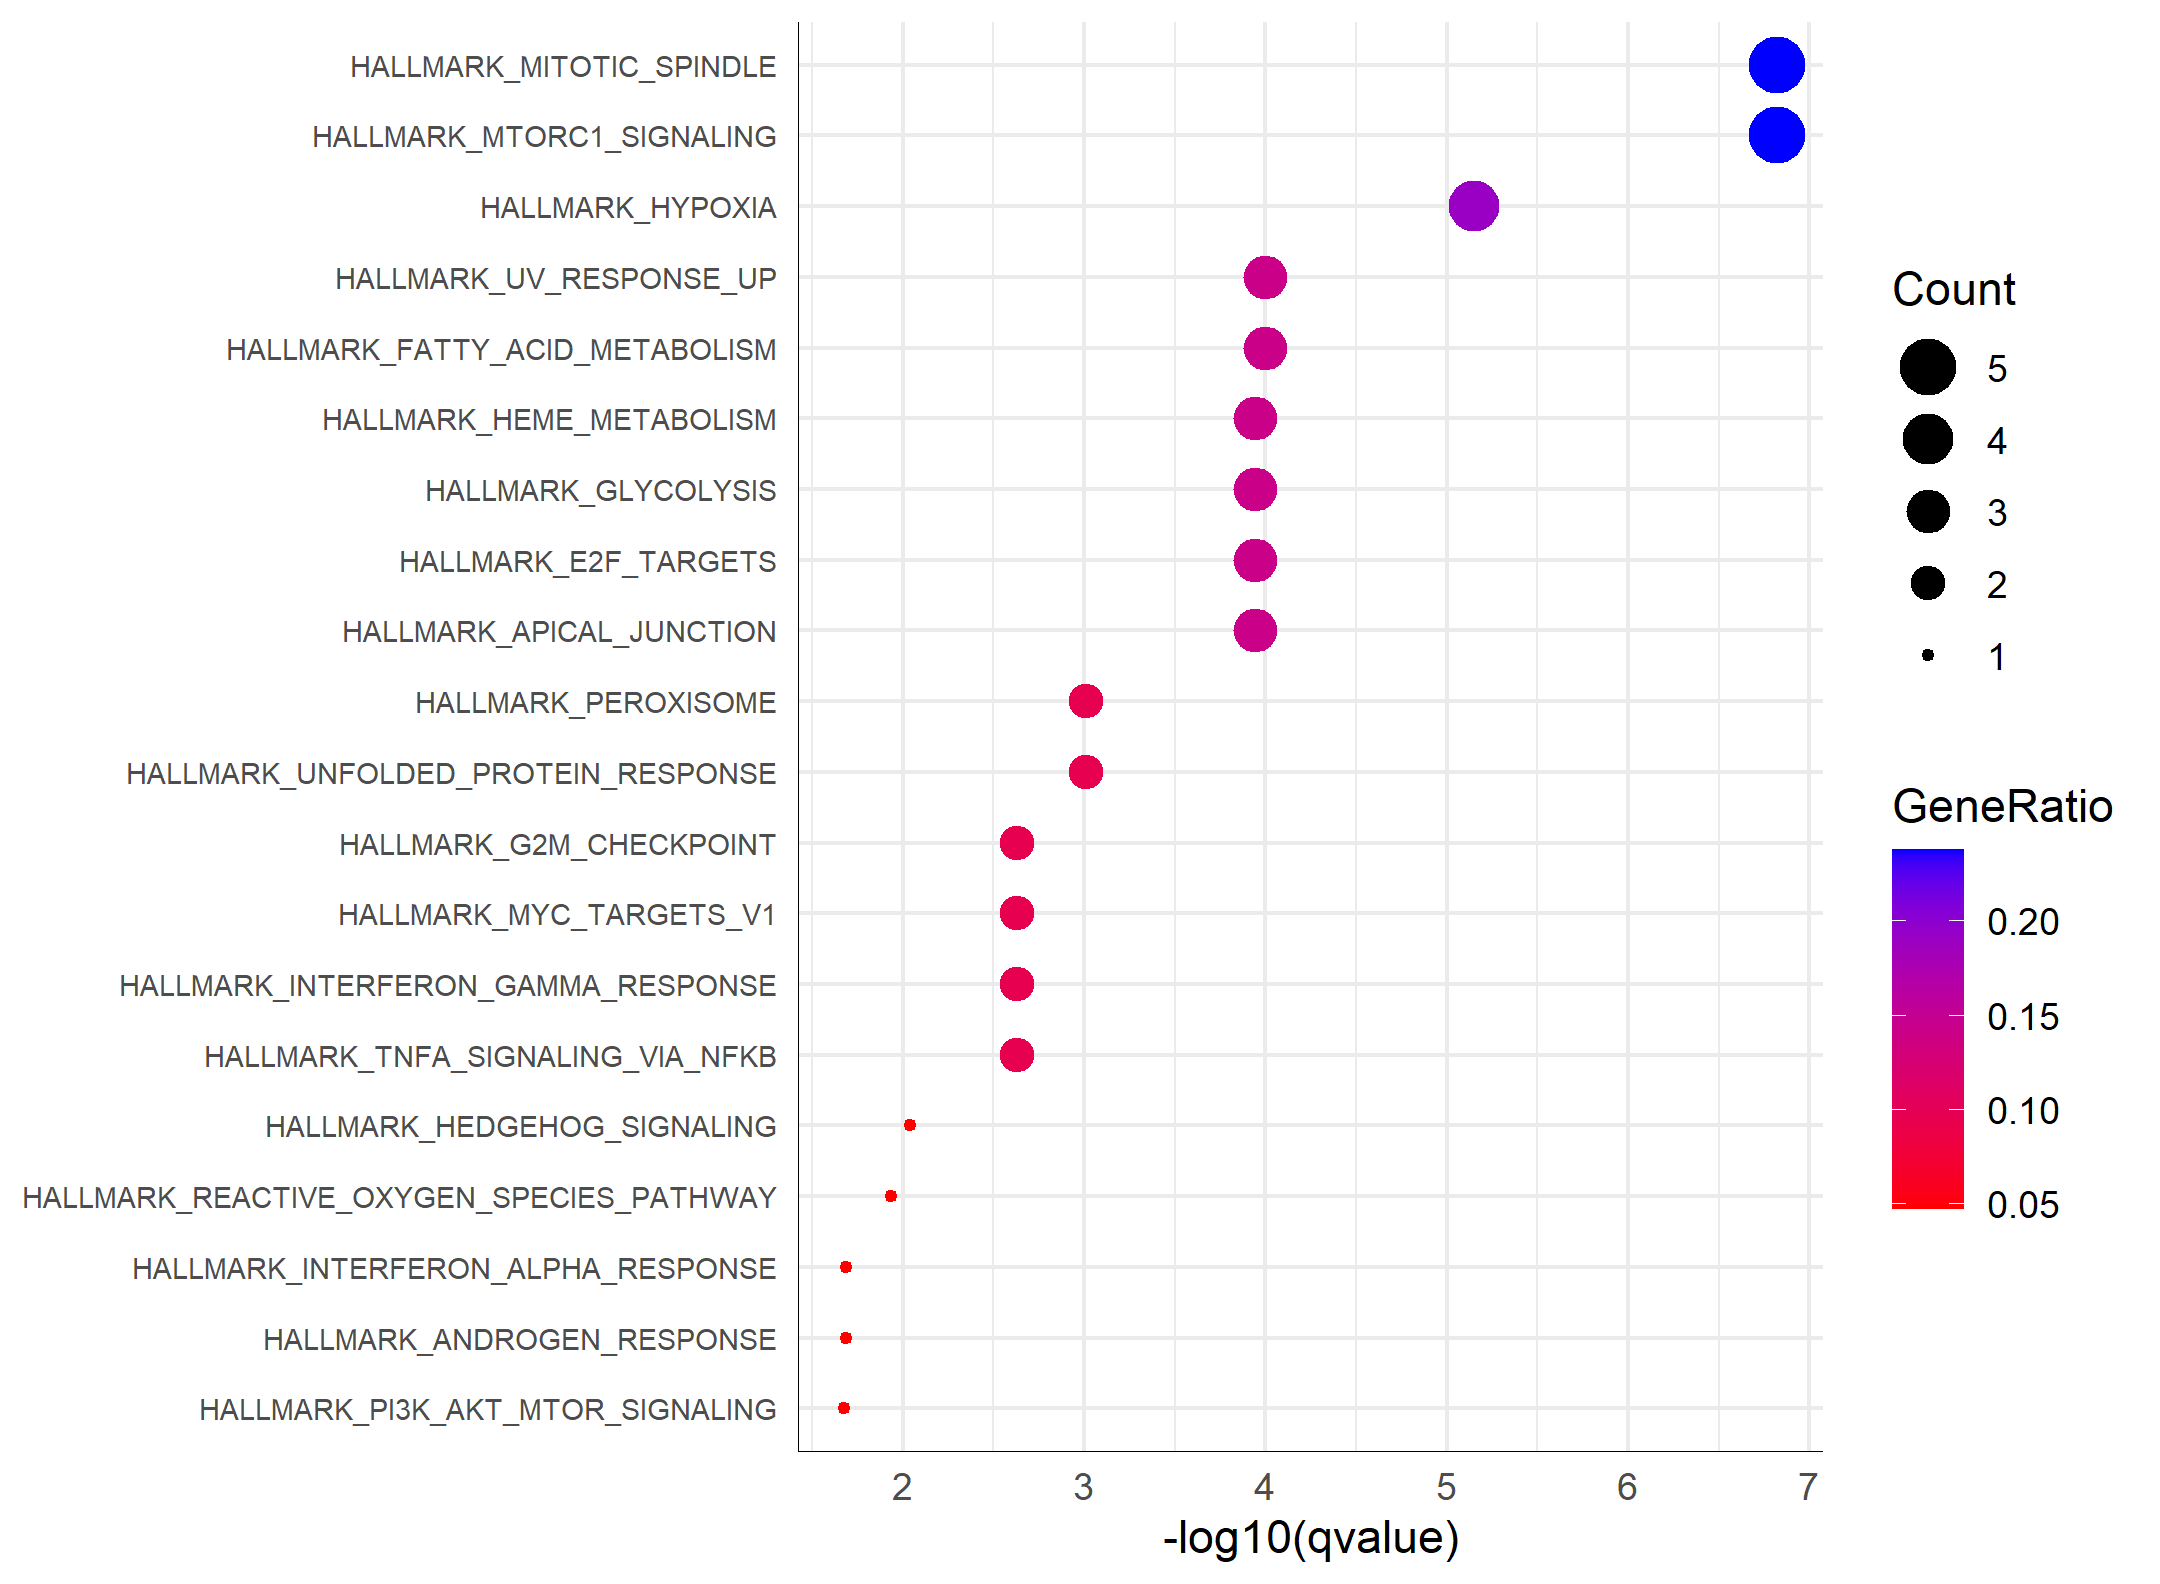 HALLMARK_MITOTIC_SPINDLE
HALLMARK_MTORC1_SIGNALING
HALLMARK_HYPOXIA
HALLMARK_UV_RESPONSE_UP
HALLMARK_FATTY_ACID_METABOLISM
HALLMARK_HEME_METABOLISM
HALLMARK_GLYCOLYSIS
HALLMARK_E2F_TARGETS
HALLMARK_APICAL_JUNCTION
HALLMARK_PEROXISOME
HALLMARK_UNFOLDED_PROTEIN_RESPONSE
HALLMARK_G2M_CHECKPOINT
HALLMARK_MYC_TARGETS_V1
HALLMARK_INTERFERON_GAMMA_RESPONSE
HALLMARK_TNFA_SIGNALING_VIA_NFKB
HALLMARK_HEDGEHOG_SIGNALING
HALLMARK_REACTIVE_OXYGEN_SPECIES_PATHWAY
HALLMARK_INTERFERON_ALPHA_RESPONSE
HALLMARK_ANDROGEN_RESPONSE
HALLMARK_PI3K_AKT_MTOR_SIGNALING
2 3 4 5 6 7
-log10(qvalue)
Count
5
4
3
2
1
GeneRatio
0.20
0.15
0.10
0.05